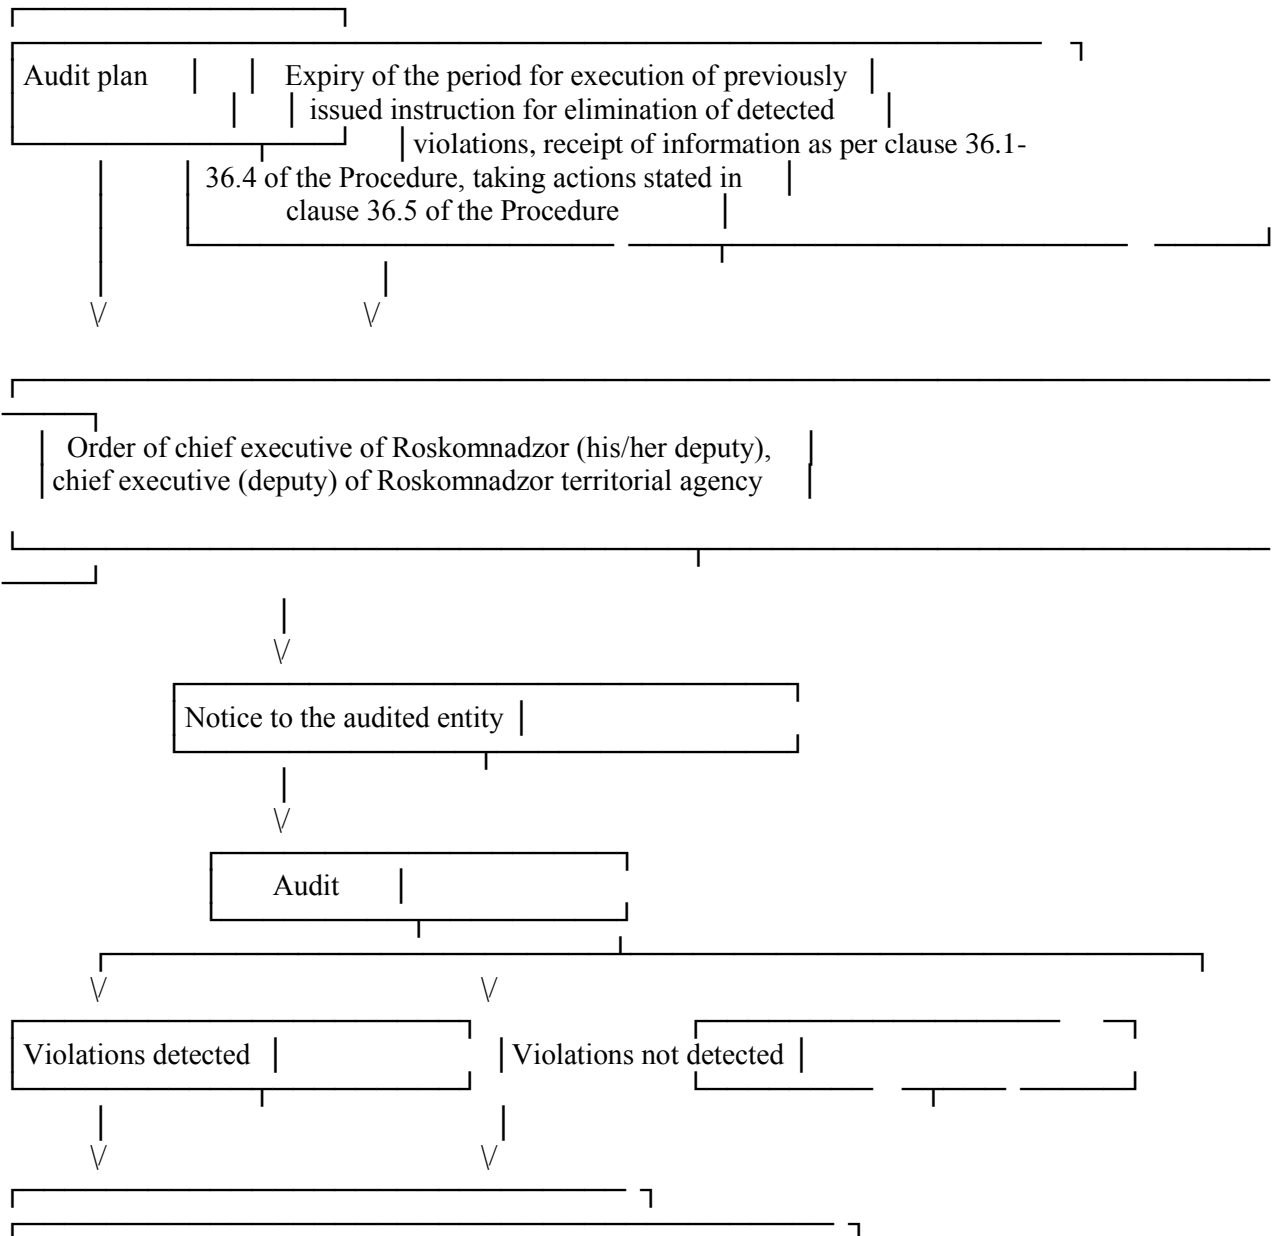 Audit plan Expiry of the period for execution of previously
issued instruction for elimination of detected
violations, receipt of information as per clause 36.1-
36.4 of the Procedure, taking actions stated in
clause 36.5 of the Procedure
Order of chief executive of Roskomnadzor (his/her deputy),
chief executive (deputy) of Roskomnadzor territorial agency
Notice to the audited entity
Audit
Violations detected Violations not detected